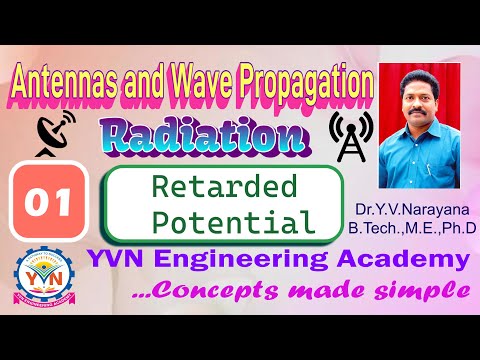 Antennas and Wave Propagation
Radiation
01
Retarded
Potential
Dr.Y.V.Narayana
B.Tech.,M.E.,Ph.D
YVN
YVN Engineering Academy
...Concepts made simple